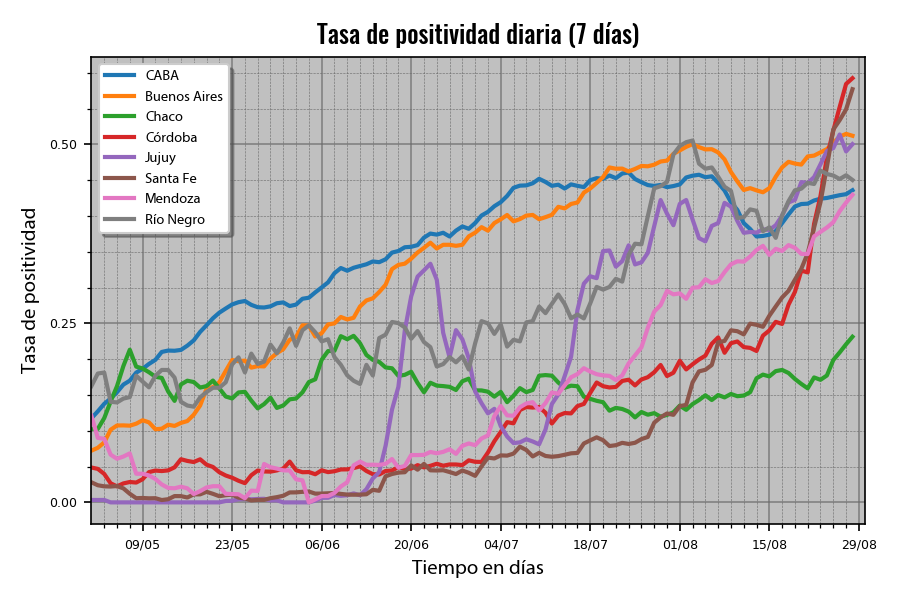 Tasa de positividad diaria (7 días)
CABA
Buenos Aires
Chaco
Córdoba
Jujuy
Santa Fe
Mendoza
Río Negro
Tasa de positividad
0.50
0.25
0.00
09/05 23/05 06/06 20/06 04/07 18/07 01/08 15/08 29/08
Tiempo en días